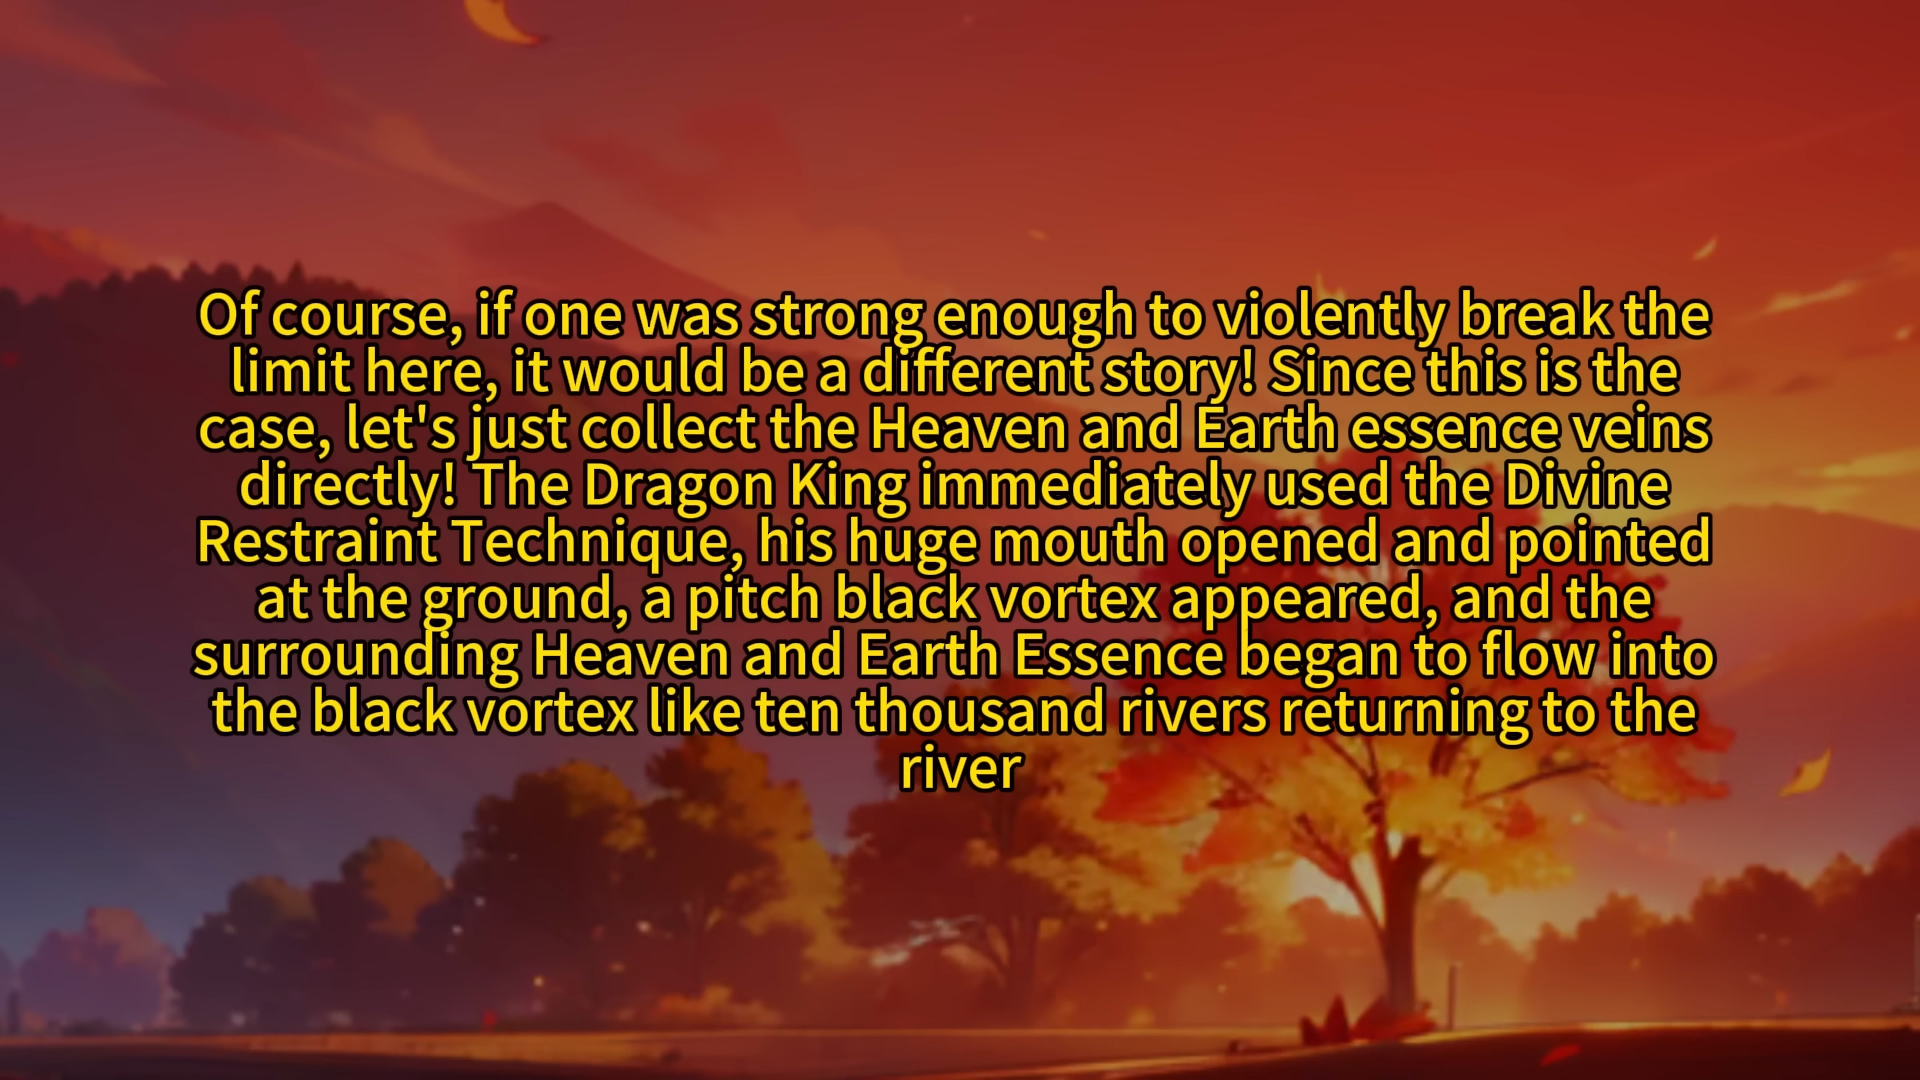 Of course, if one was strong enough to violently break the
limit here, it would be a different story! Since this is the
case, let's just collect the Heaven and Earth essence veins
directly! The Dragon King immediately used the Divine
Restraint Technique, his huge mouth opened and pointed
at the ground, a pitch black vortex appeared, and the
surrounding Heaven and Earth Essence began to flow into
the black vortex like ten thousand rivers returning to the
river